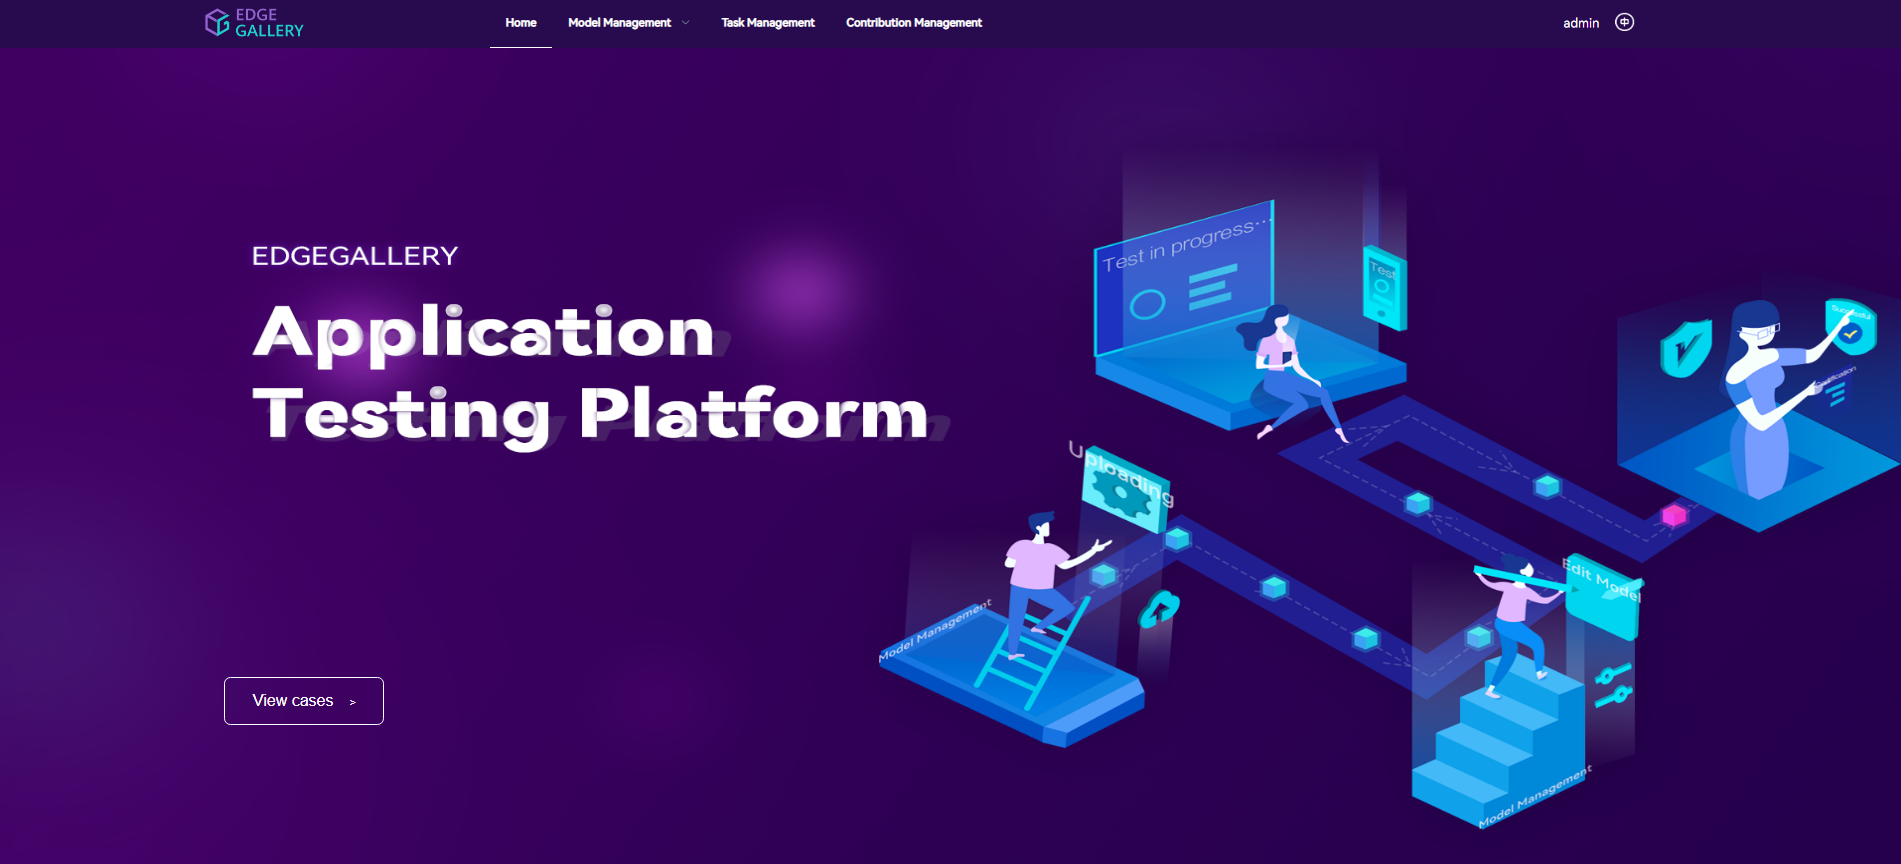 EDGE
GALLERY
Home
Model Management
Task Management
Contribution Management
admin
中
EDGEGALLERY
Application
Testing Platform
View cases >
Test in progress...
Test
Successful
Certification
Uploading
Edit Model
Model Management
Model Management